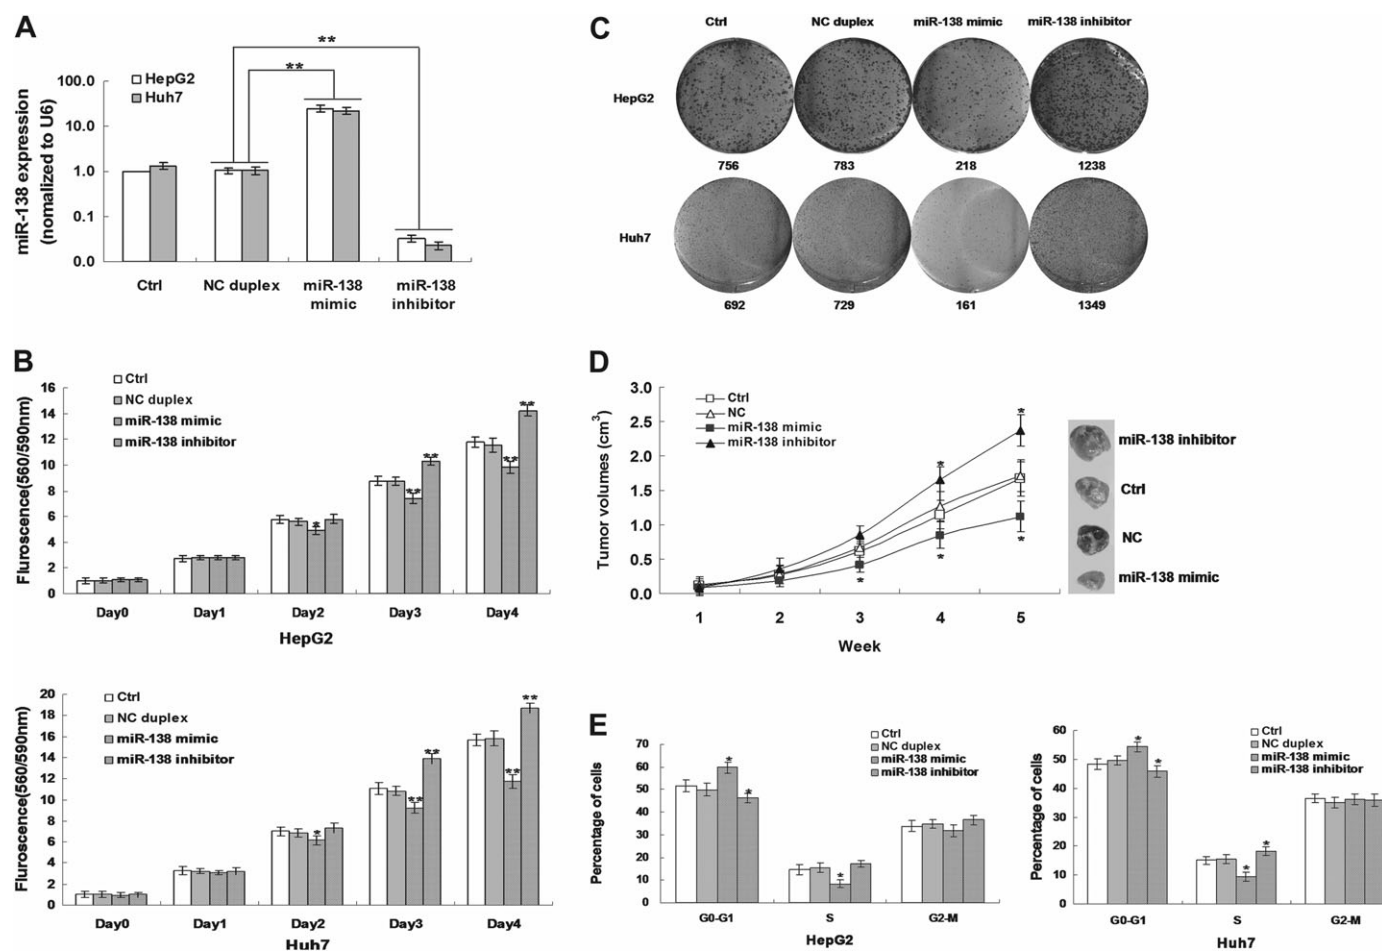 A
miR-138 expression
(nomalized to U6)
100.0
10.0
1.0
0.1
0.0
HepG2
Huh7
**
**
Ctrl
NC duplex
miR-138
mimic
miR-138
inhibitor
C
Ctrl
NC duplex
miR-138 mimic
miR-138 inhibitor
HepG2
756
783
218
1238
Huh7
692
729
161
1349
B
Fluroscence(560/590nm)
16
14
12
10
8
6
4
2
0
Ctrl
NC duplex
miR-138 mimic
miR-138 inhibitor
*
**
**
**
**
Day0
Day1
Day2
Day3
Day4
HepG2
Fluroscence(560/590nm)
20
18
16
14
12
10
8
6
4
2
0
Ctrl
NC duplex
miR-138 mimic
miR-138 inhibitor
*
**
**
**
**
Day0
Day1
Day2
Day3
Day4
Huh7
D
Tumor volumes (cm3)
3.0
2.5
2.0
1.5
1.0
0.5
0.0
Ctrl
NC
miR-138 mimic
miR-138 inhibitor
*
*
*
*
*
1
2
3
4
5
Week
miR-138 inhibitor
Ctrl
NC
miR-138 mimic
E
Percentage of cells
70
60
50
40
30
20
10
0
Ctrl
NC duplex
miR-138 mimic
miR-138 inhibitor
*
*
*
G0-G1
S
G2-M
HepG2
Percentage of cells
60
50
40
30
20
10
0
Ctrl
NC duplex
miR-138 mimic
miR-138 inhibitor
*
*
*
*
G0-G1
S
G2-M
Huh7